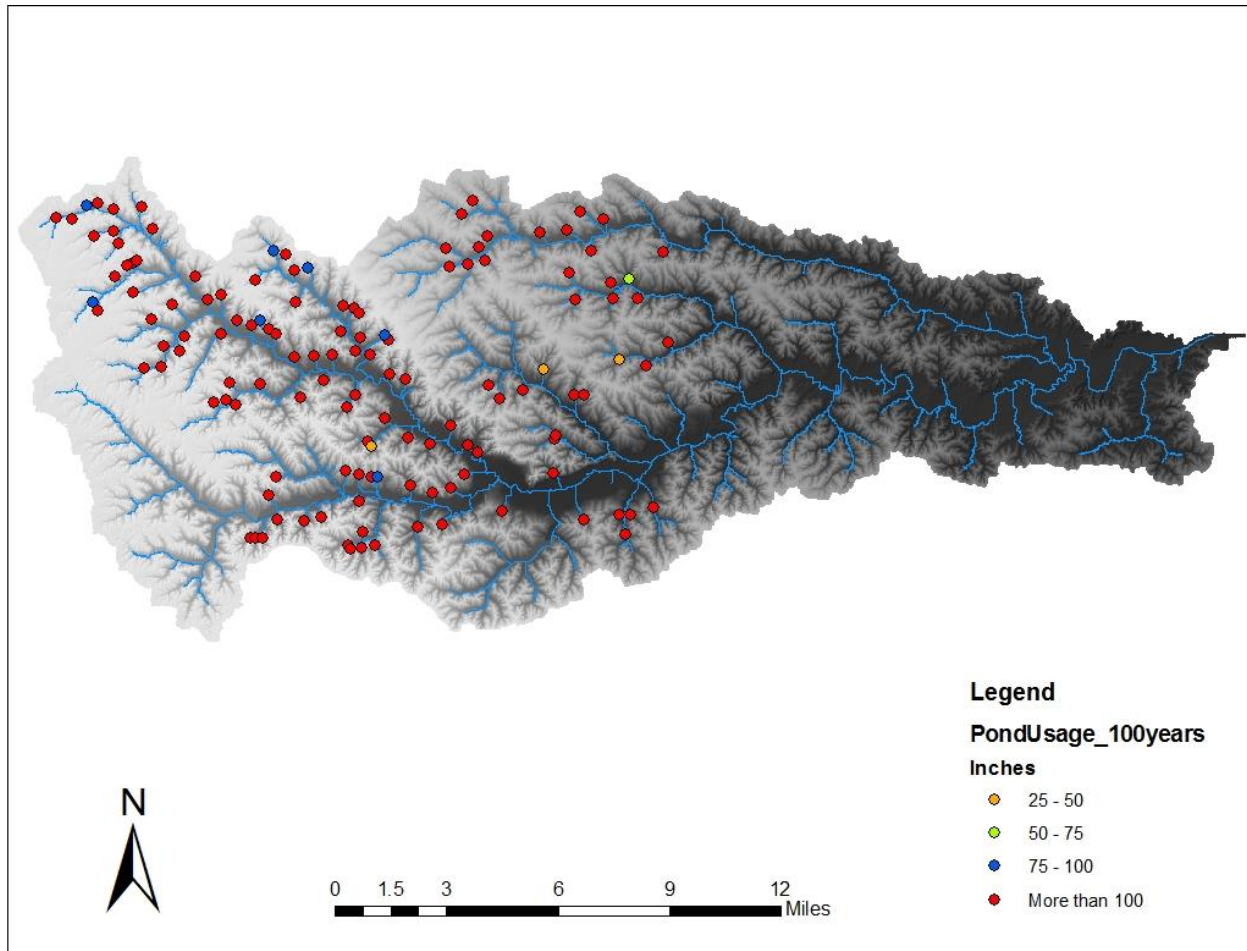 Legend
PondUsage_100years
Inches
25 - 50
50 - 75
75 - 100
More than 100
N
0 1.5 3 6 9 12
Miles